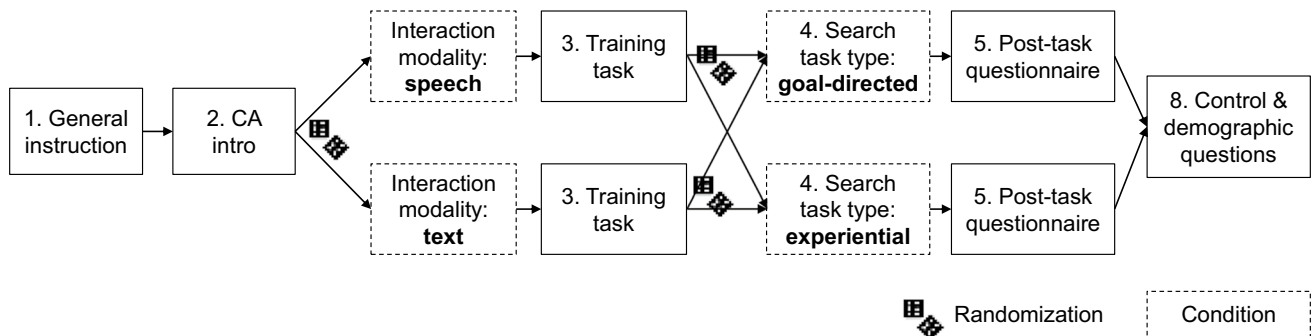 1. General
instruction
2. CA
intro
Interaction
modality:
speech
3. Training
task
4. Search
task type:
goal-directed
5. Post-task
questionnaire
Interaction
modality:
text
3. Training
task
4. Search
task type:
experiential
5. Post-task
questionnaire
8. Control &
demographic
questions
Randomization
Condition